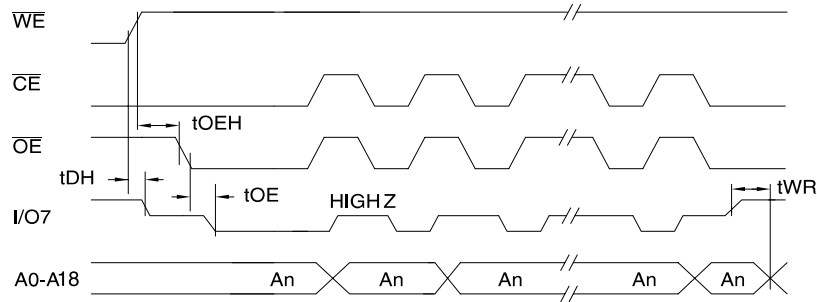 WE
CE
tOEH
OE
tDH
tOE
tWR
HIGH Z
I/O7
A0-A18 An An An An An